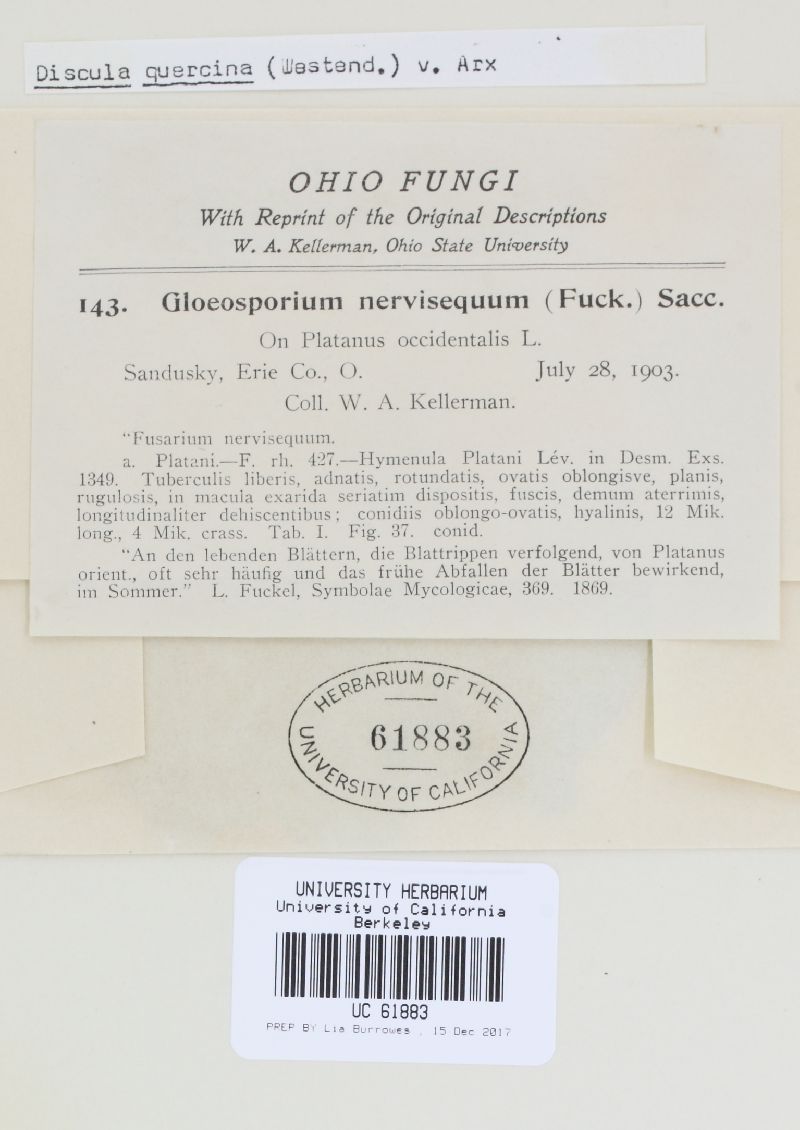 Discula quercina (Westend.) v. Arx
OHIO FUNGI
With Reprint of the Original Descriptions
W. A. Kellerman, Ohio State University
143. Gloeosporium nervisequum (Fuck.) Sacc.
On Platanus occidentalis L.
Sandusky, Erie Co., O. July 28, 1903.
Coll. W. A. Kellerman.
"Fusarium nervisequum.
a. Platani.—F. rh. 427.—Hymenula Platani Lév. in Desm. Exs.
1349. Tuberculis liberis, adnatis, rotundatis, ovatis oblongisve, planis,
rugulosis, in macula exarida seriatim dispositis, fuscis, demum aterrimis,
longitudinaliter dehiscentibus; conidiis oblongo-ovatis, hyalinis, 12 Mik.
long., 4 Mik. crass. Tab. I. Fig. 37. conid.
"An den lebenden Blättern, die Blattrippen verfolgend, von Platanus
orient., oft sehr häufig und das frühe Abfallen der Blätter bewirkend,
im Sommer." L. Fuckel, Symbolae Mycologicae, 369. 1869.
HERBARIUM OF THE
61883
UNIVERSITY OF CALIFORNIA
UNIVERSITY HERBARIUM
University of California
Berkeley
UC 61883
PREP BY Lia Burrowes , 15 Dec 2017